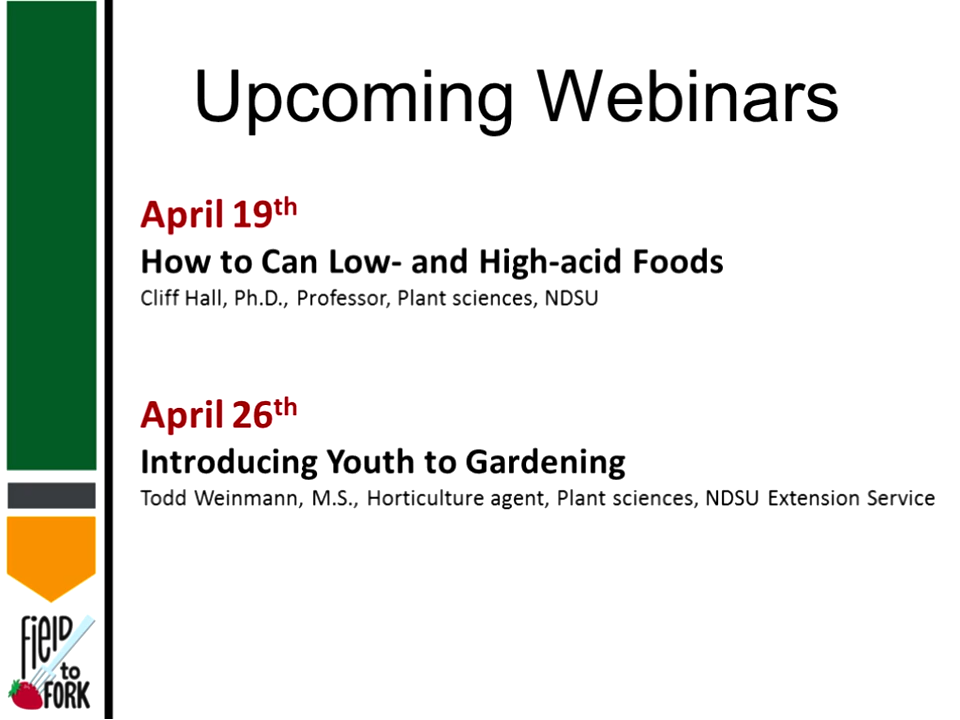 Upcoming Webinars
April 19th
How to Can Low- and High-acid Foods
Cliff Hall, Ph.D., Professor, Plant sciences, NDSU
April 26th
Introducing Youth to Gardening
Todd Weinmann, M.S., Horticulture agent, Plant sciences, NDSU Extension Service
FiElD
to
FORK